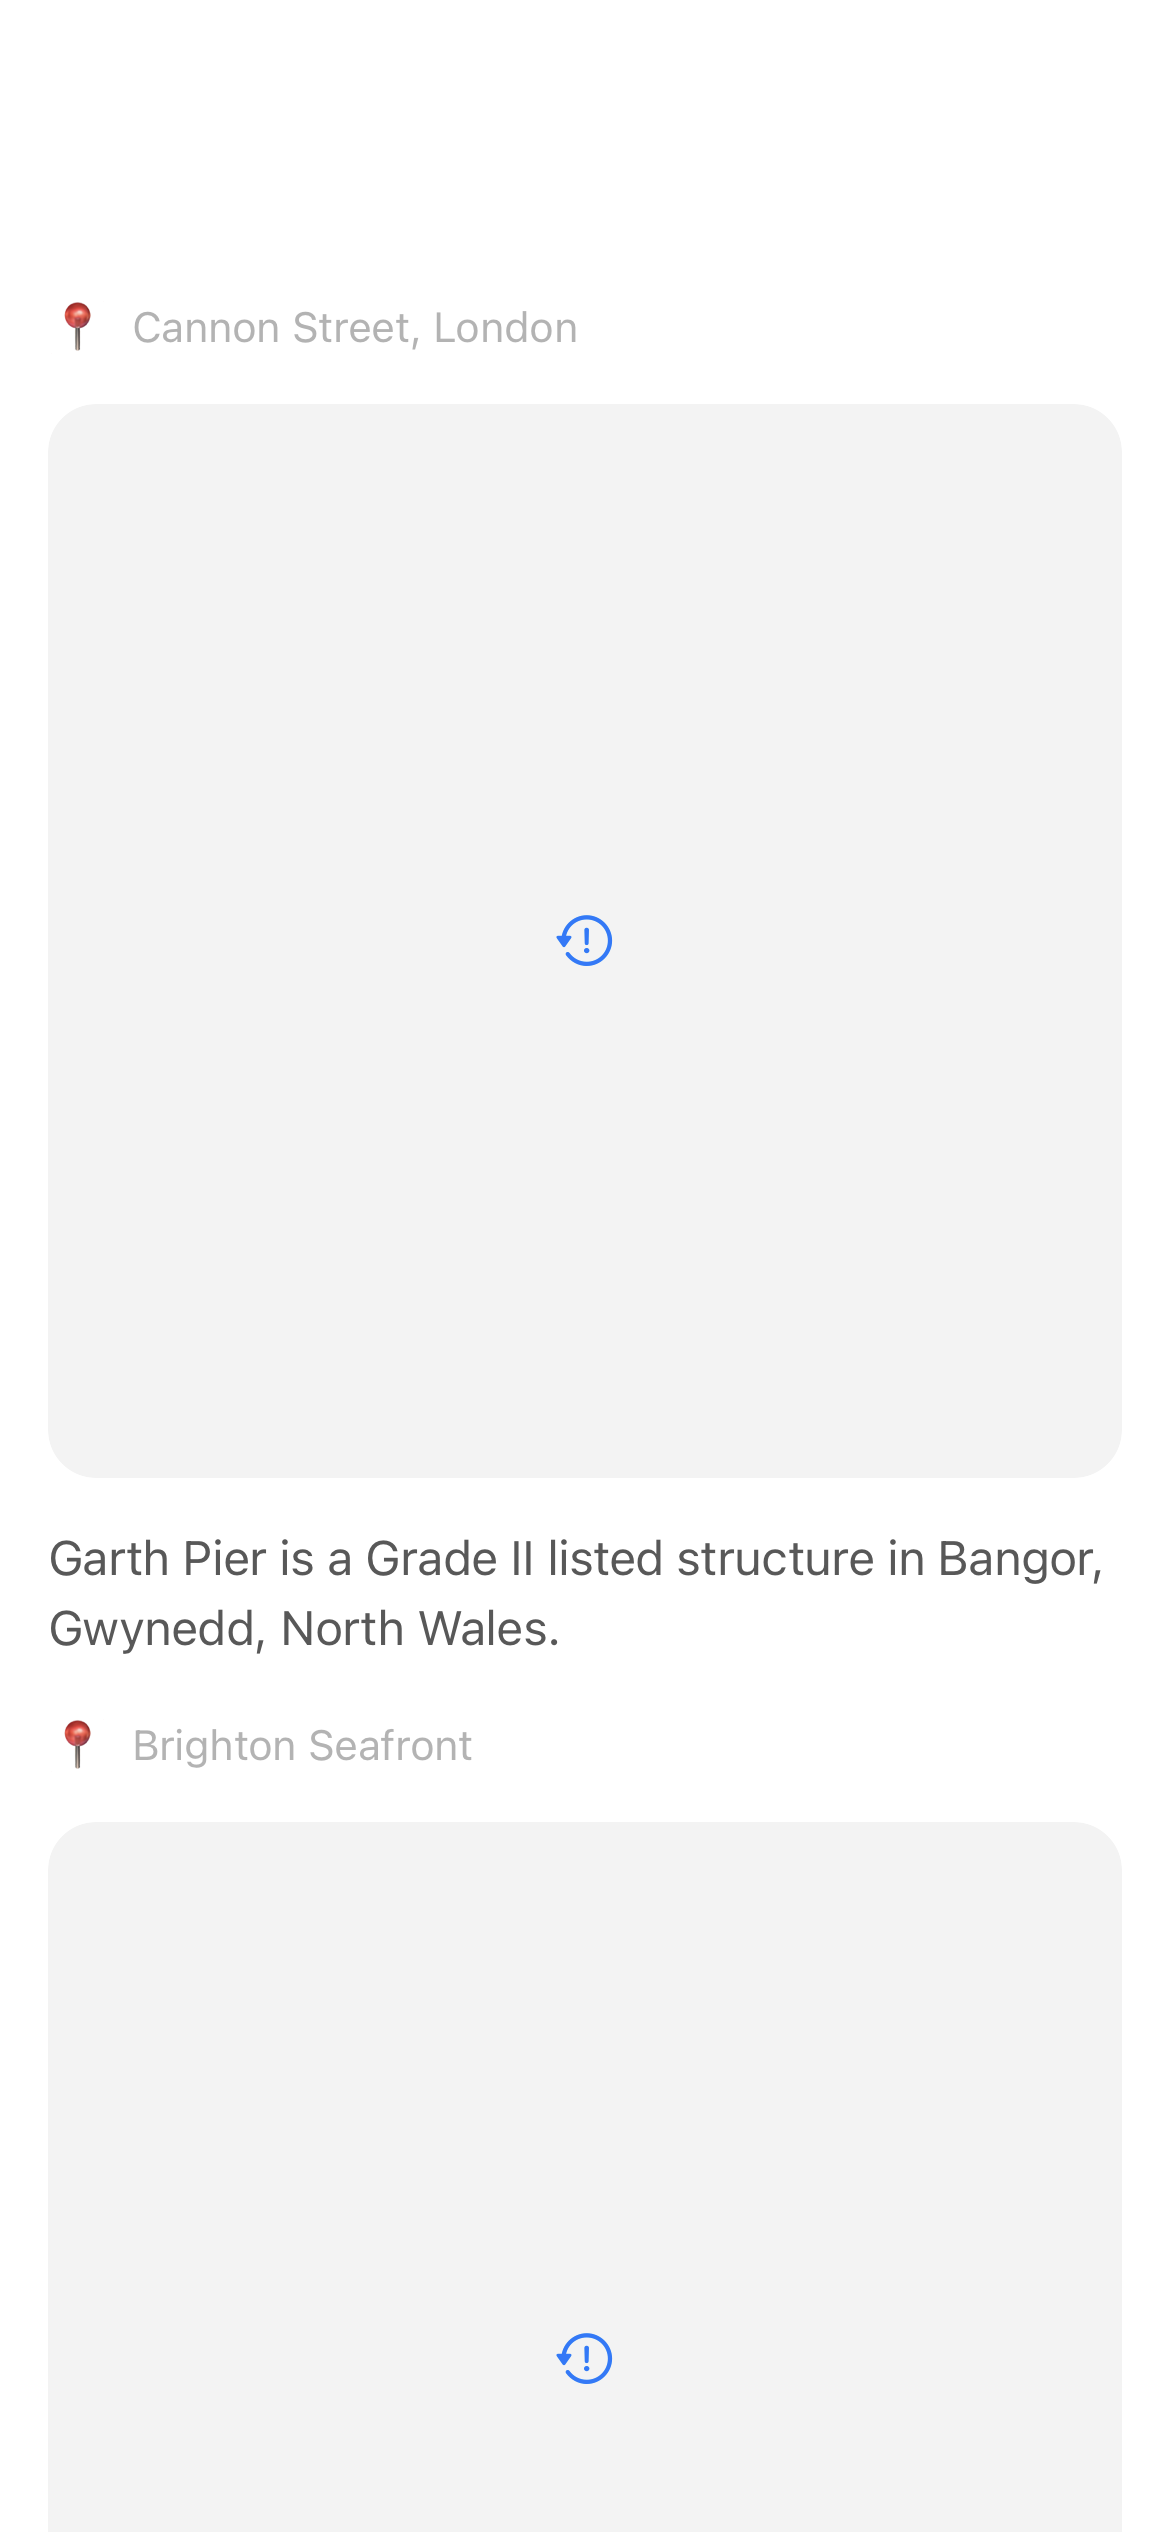 Cannon Street, London
Garth Pier is a Grade II listed structure in Bangor,
Gwynedd, North Wales.
Brighton Seafront